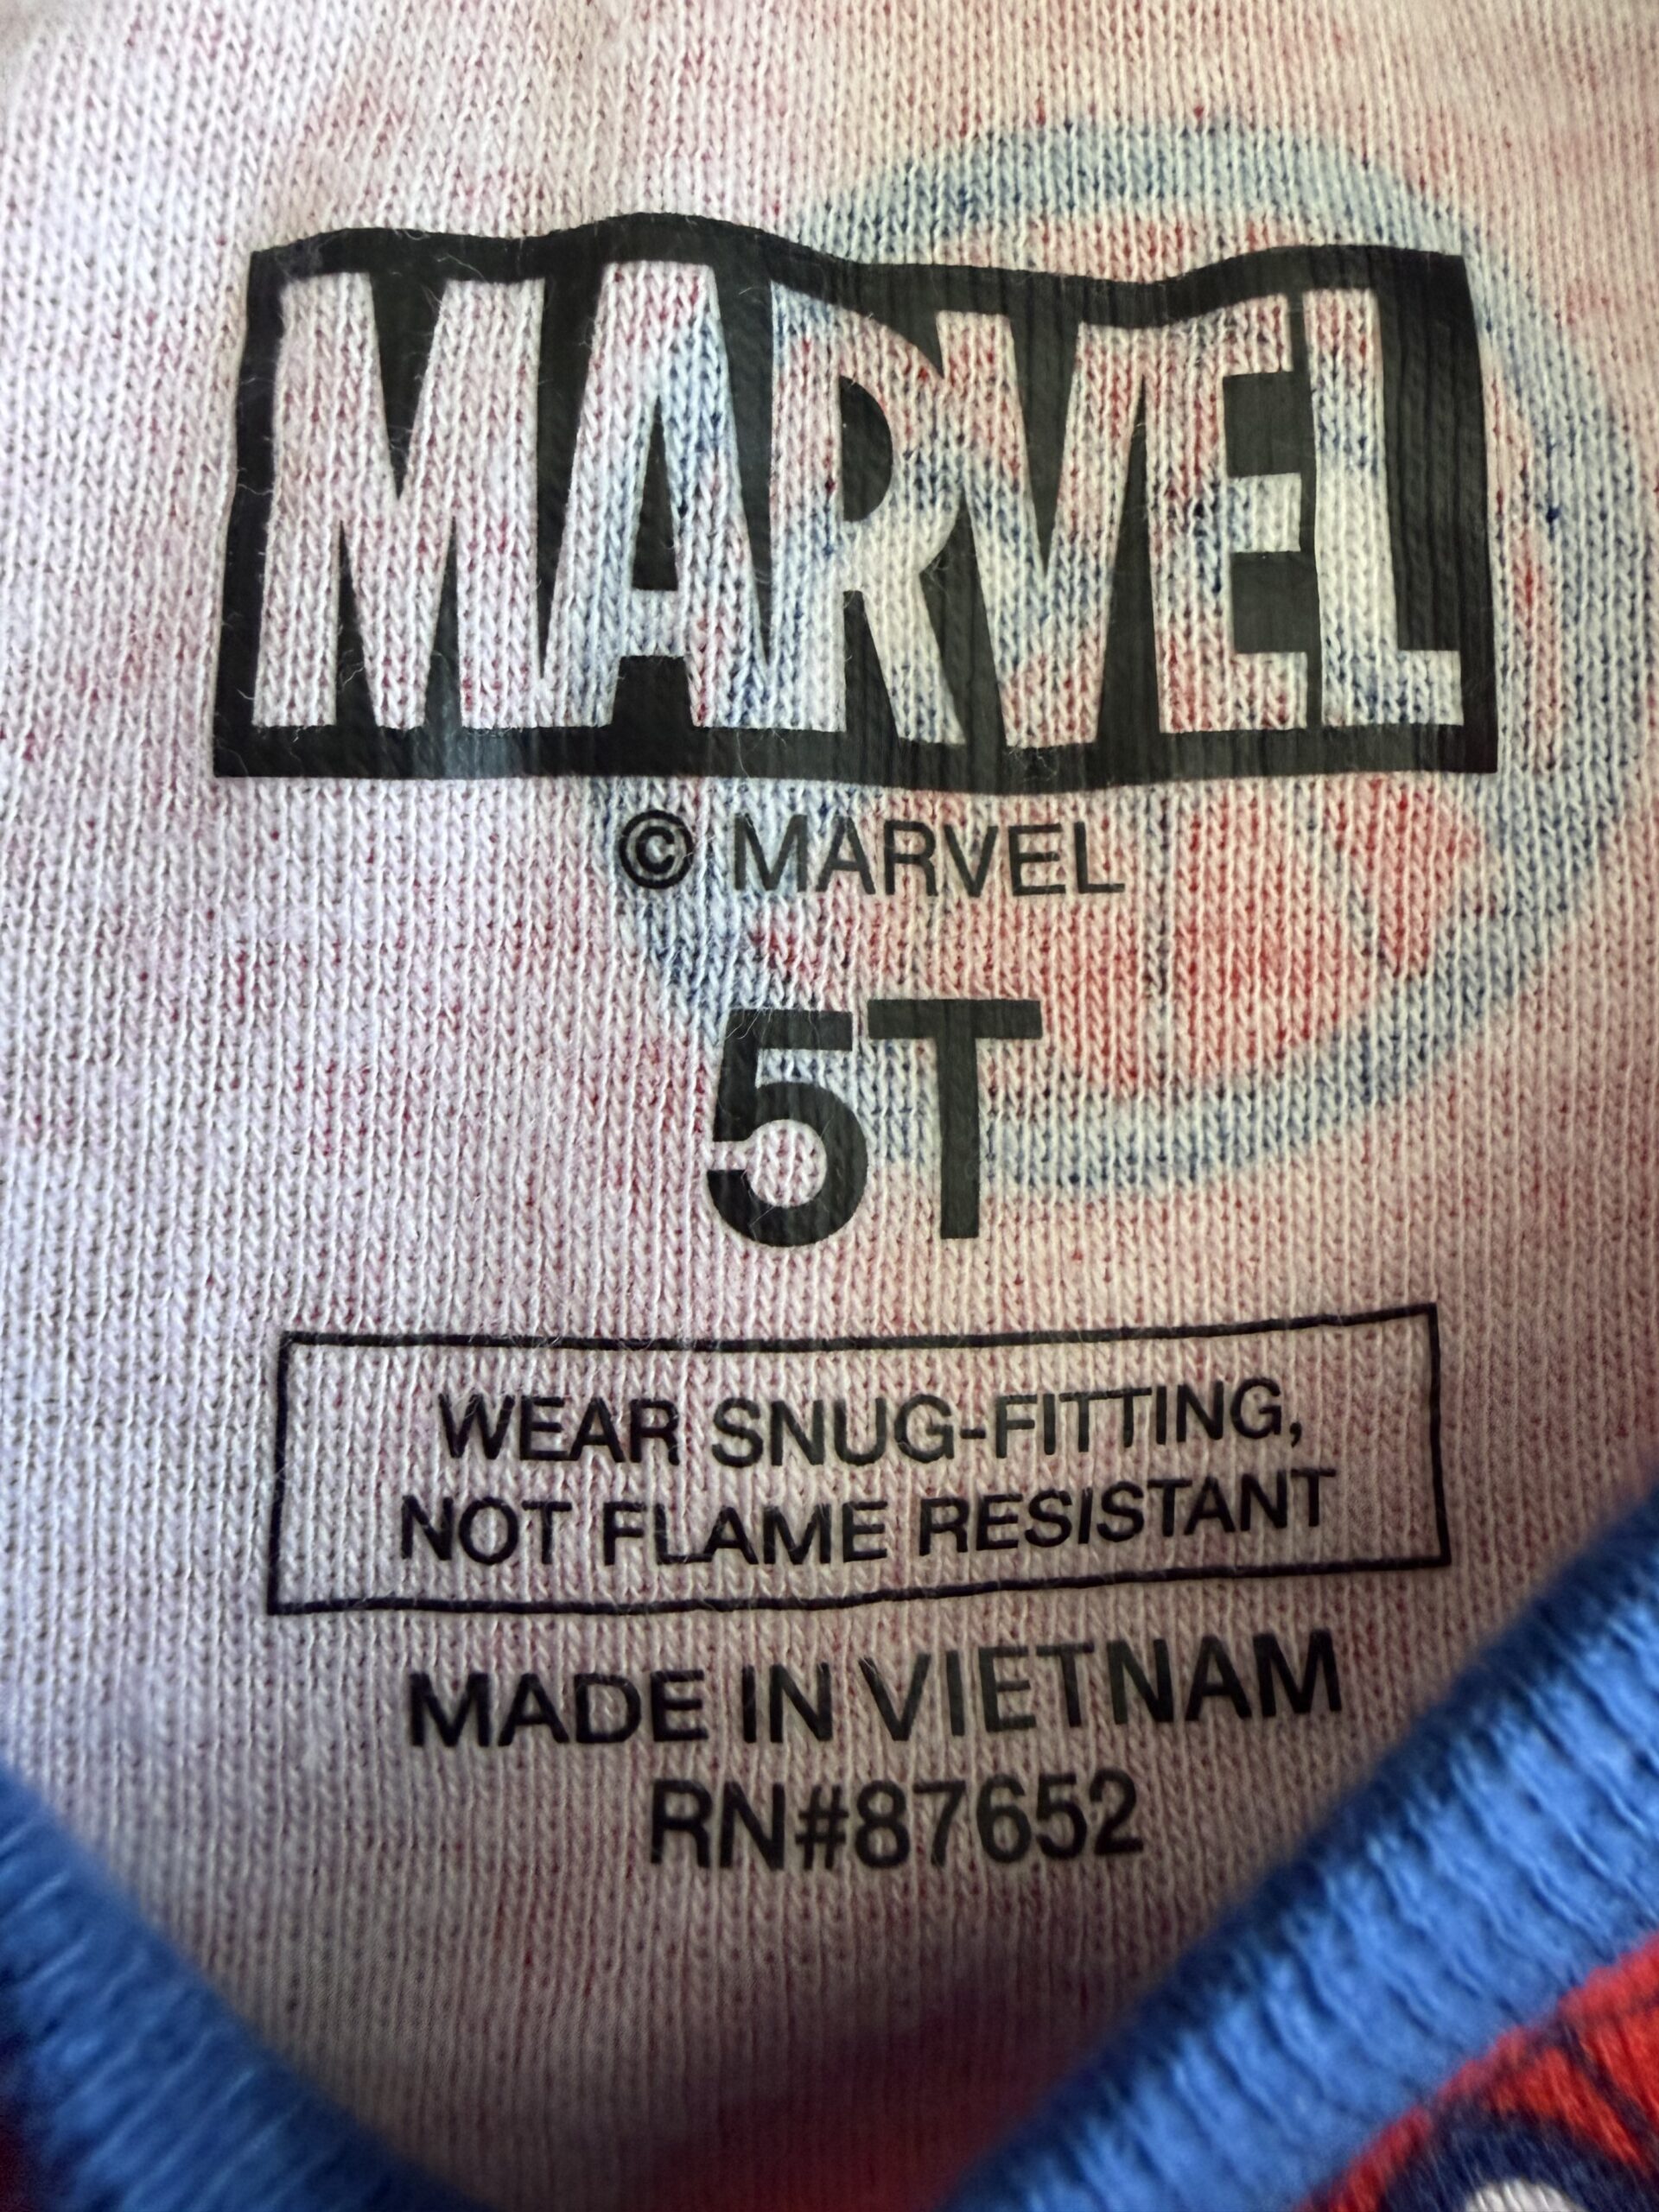 MARVEL
© MARVEL
5T
WEAR SNUG-FITTING,
NOT FLAME RESISTANT
MADE IN VIETNAM
RN#87652